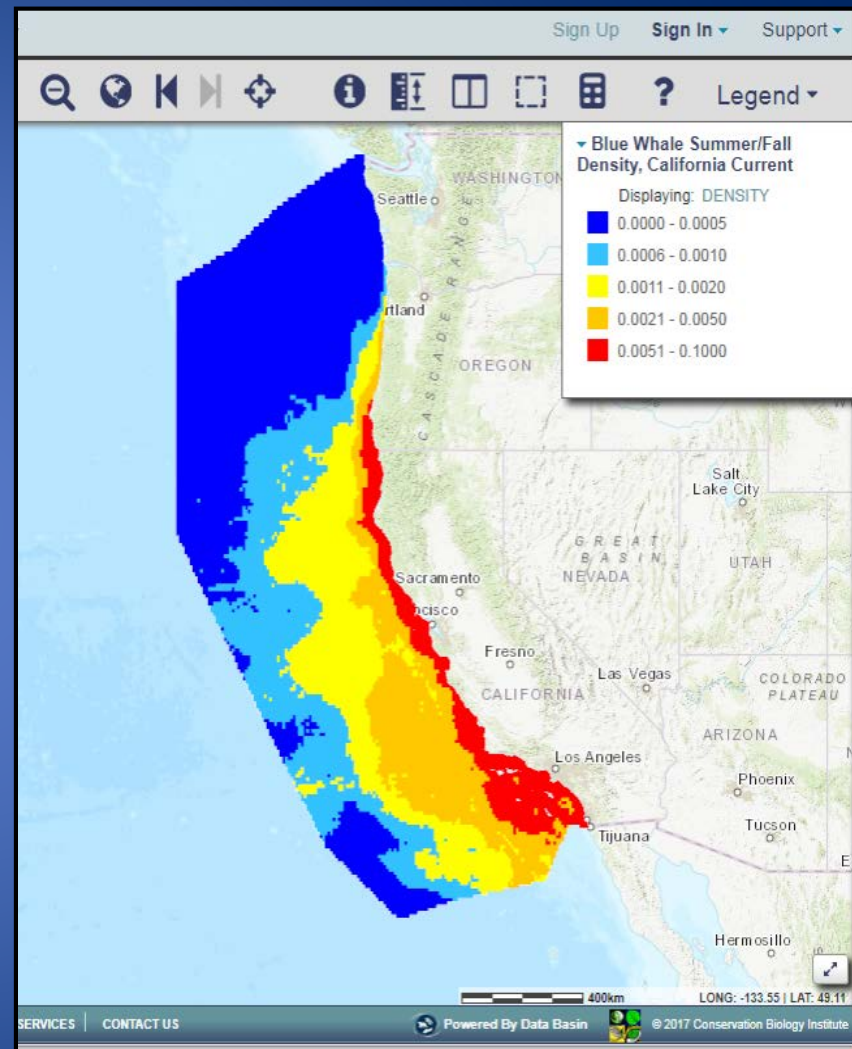 Sign Up Sign In Support
Legend
Blue Whale Summer/Fall
Density, California Current
Displaying: DENSITY
0.0000 - 0.0005
0.0006 - 0.0010
0.0011 - 0.0020
0.0021 - 0.0050
0.0051 - 0.1000
WASHINGTON
Seattle
CASCADE RANGE
rtland
OREGON
Salt
Lake City
GREAT
BASIN
UTAH
NEVADA
Sacramento
ncisco
Fresno
Las Vegas
COLORADO
PLATEAU
CALIFORNIA
ARIZONA
Los Angeles
Phoenix
Tucson
Tijuana
E
Hermosillo
400km
LONG: -133.55 | LAT: 49.11
SERVICES | CONTACT US
Powered By Data Basin
© 2017 Conservation Biology Institute